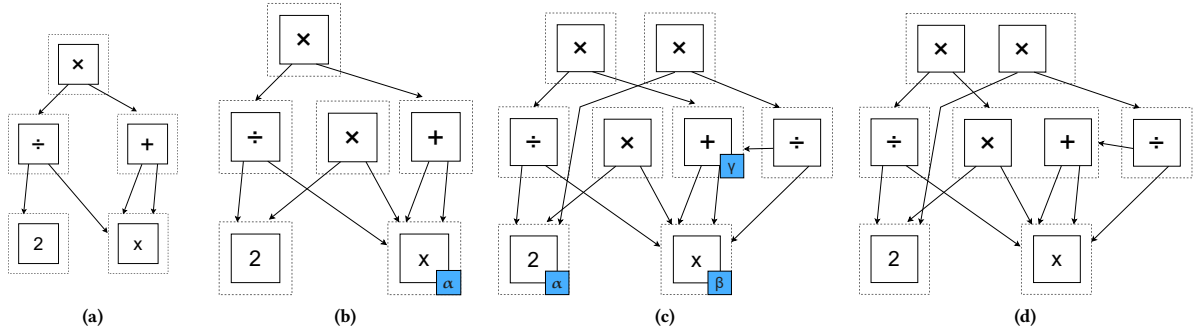 ×
÷ +
2 x
(a)
×
÷ × +
2 x
α
(b)
× ×
÷ × + ÷
γ
2 x
α β
(c)
× ×
÷ × + ÷
2 x
(d)